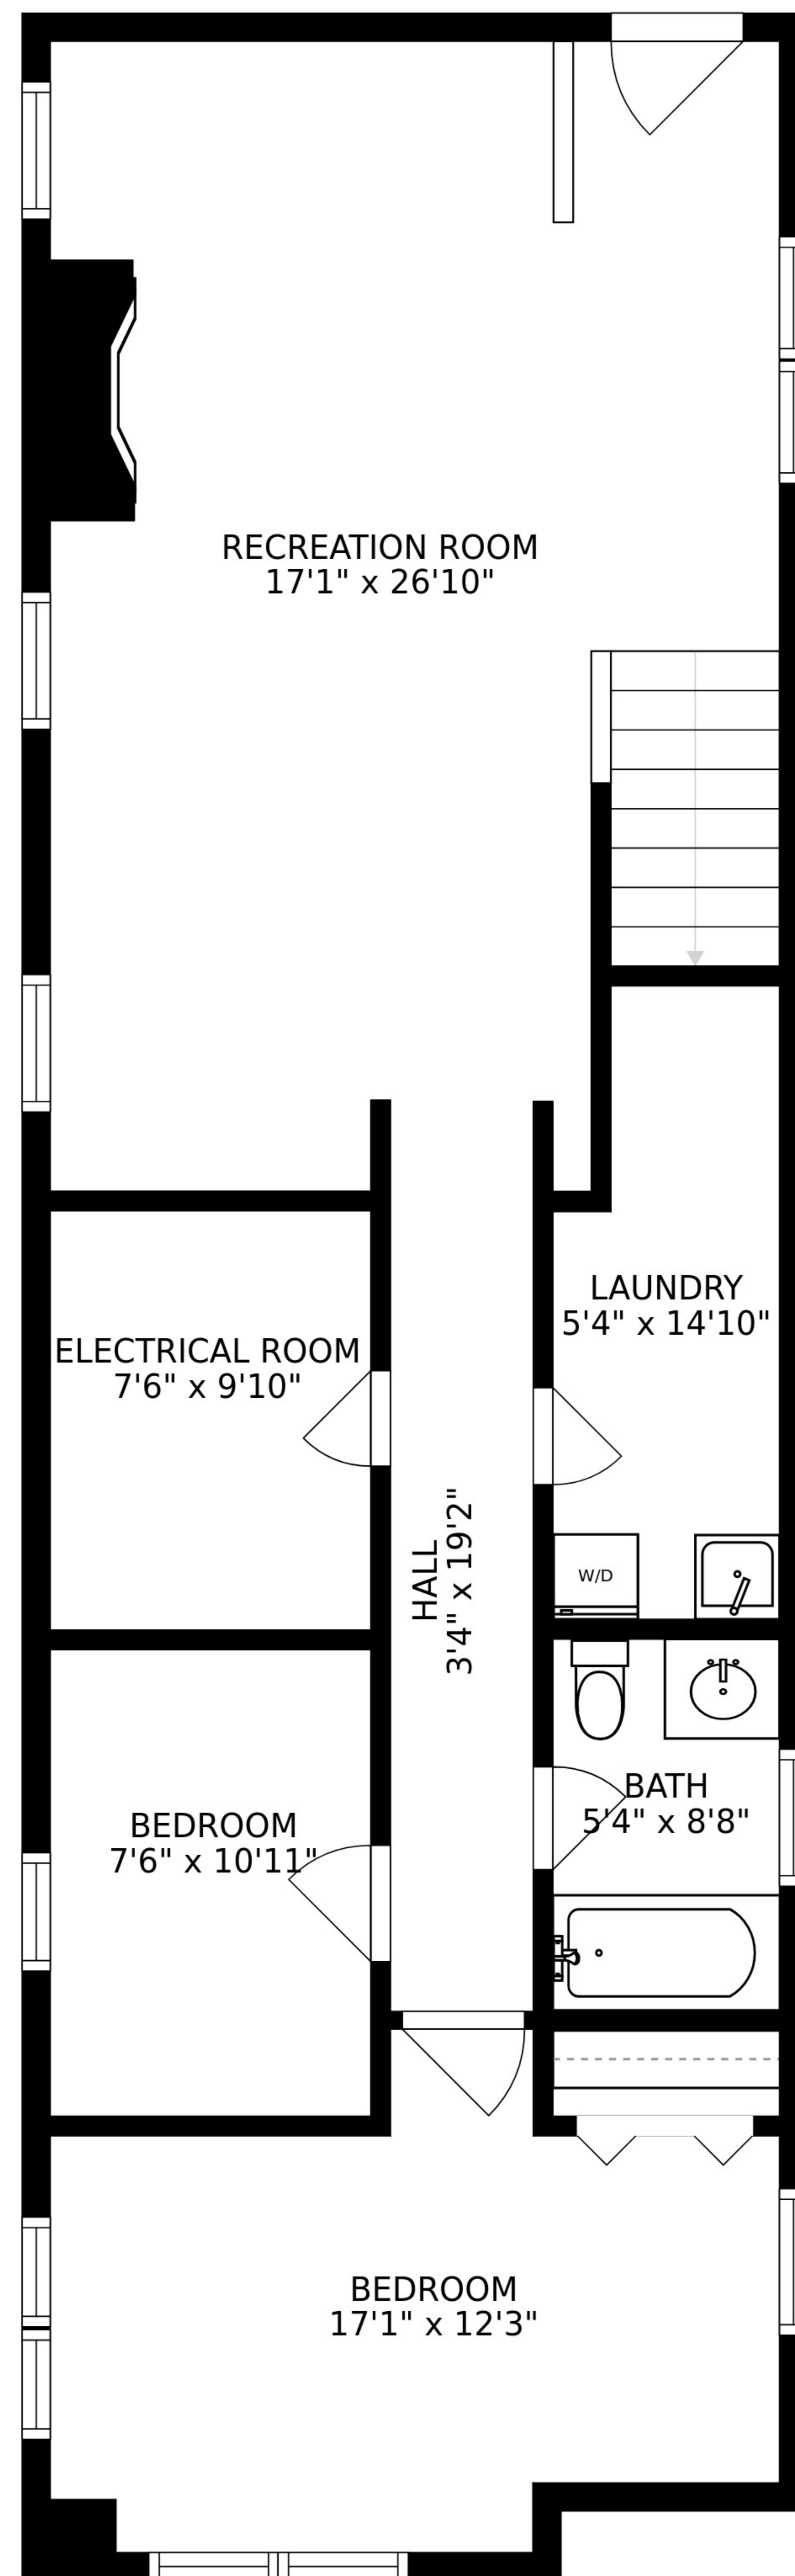 RECREATION ROOM
17'1" x 26'10"
LAUNDRY
5'4" x 14'10"
ELECTRICAL ROOM
7'6" x 9'10"
HALL
3'4" x 19'2"
W/D
BATH
5'4" x 8'8"
BEDROOM
7'6" x 10'11"
BEDROOM
17'1" x 12'3"